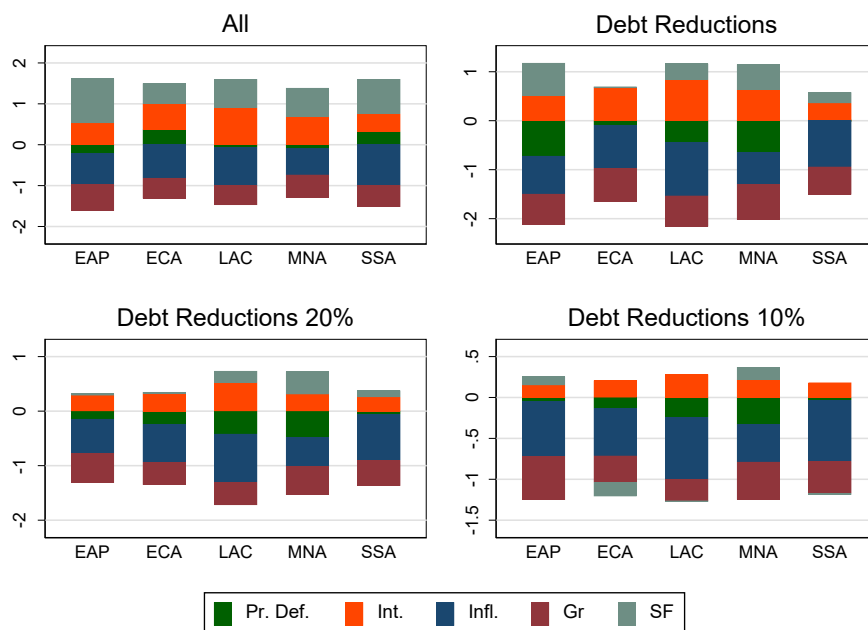 All
2
1
0
-1
-2
EAP ECA LAC MNA SSA
Debt Reductions
1
0
-1
-2
EAP ECA LAC MNA SSA
Debt Reductions 20%
1
0
-1
-2
EAP ECA LAC MNA SSA
Debt Reductions 10%
.5
0
-.5
-1
-1.5
EAP ECA LAC MNA SSA
Pr. Def. Int. Infl. Gr SF